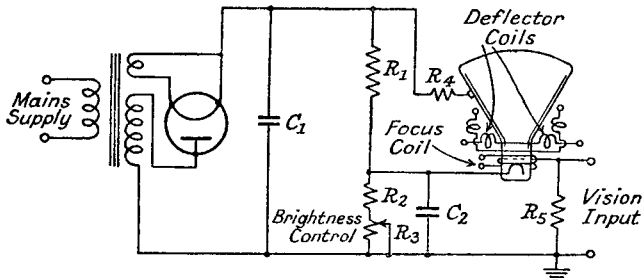 Deflector
Coils
R1
R4
Mains
Supply
C1
Focus
Coil
R2
Brightness
Control
R3
C2
R5
Vision
Input